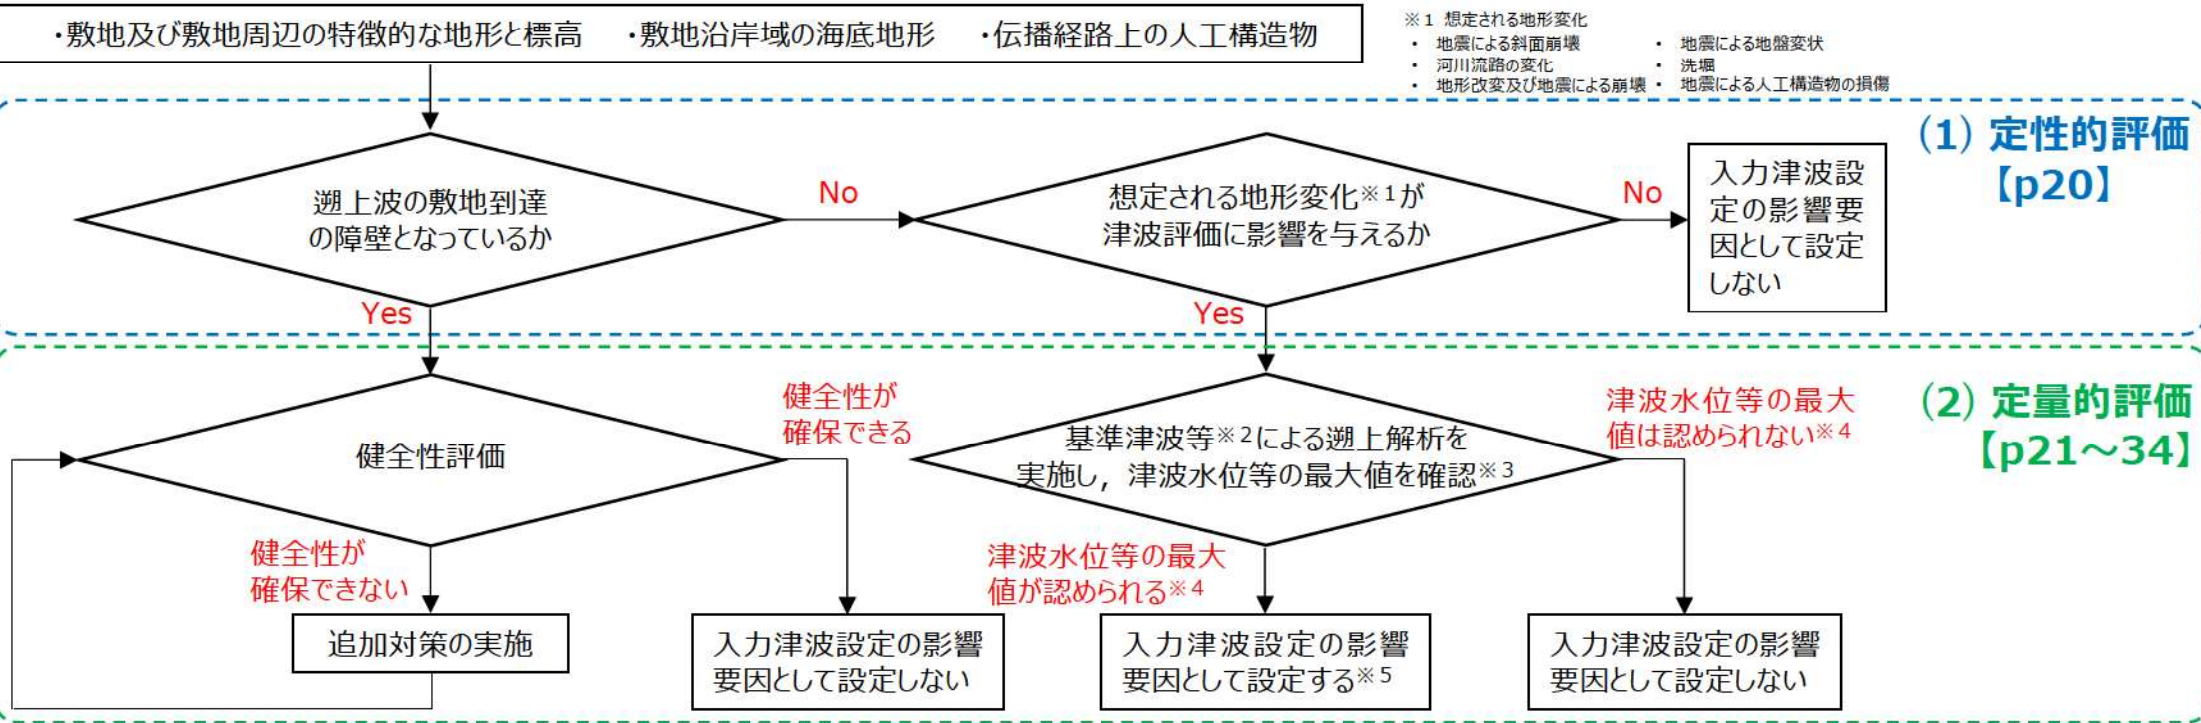 ・敷地及び敷地周辺の特徴的な地形と標高　・敷地沿岸域の海底地形　・伝播経路上の人工構造物
※1 想定される地形変化
・ 地震による斜面崩壊　・ 地震による地盤変状
・ 河川流路の変化　・ 洗堀
・ 地形改変及び地震による崩壊　・ 地震による人工構造物の損傷
(1) 定性的評価
【p20】
遡上波の敷地到達
の障壁となっているか
No
想定される地形変化※1が
津波評価に影響を与えるか
No
入力津波設
定の影響要
因として設定
しない
Yes
Yes
(2) 定量的評価
【p21～34】
健全性評価
健全性が
確保できる
基準津波等※2による遡上解析を
実施し，津波水位等の最大値を確認※3
津波水位等の最大
値は認められない※4
健全性が
確保できない
津波水位等の最大
値が認められる※4
追加対策の実施
入力津波設定の影響
要因として設定しない
入力津波設定の影響
要因として設定する※5
入力津波設定の影響
要因として設定しない